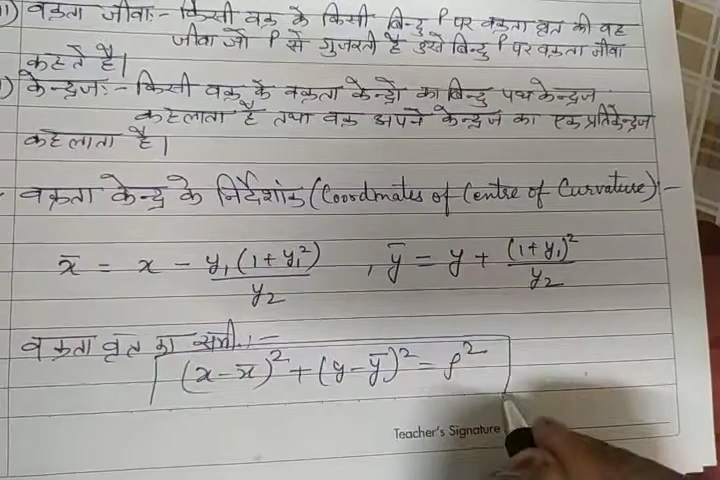 11) वक्रता जीवा:- किसी वक्र के किसी बिन्दु P पर वक्रता वृत की वह
जीवा जो P से गुजरती है उसे बिन्दु P पर वक्रता जीवा
कहते है।
) केन्द्रज:- किसी वक्र के वक्रता केन्द्रो का बिन्दु पथ केन्द्रज
कहलाता है तथा वक्र अपने केन्द्रज का एक प्रतिकेन्द्रज
कहलाता है।
वक्रता केन्द्र के निर्देशांक (Coordinates of Centre of Curvature):-
x̄ = x - y₁(1+y₁²)/y₂ , ȳ = y + (1+y₁)²/y₂
वक्रता वृत का समी.:-
(x-x̄)² + (y-ȳ)² = ρ²
Teacher's Signature